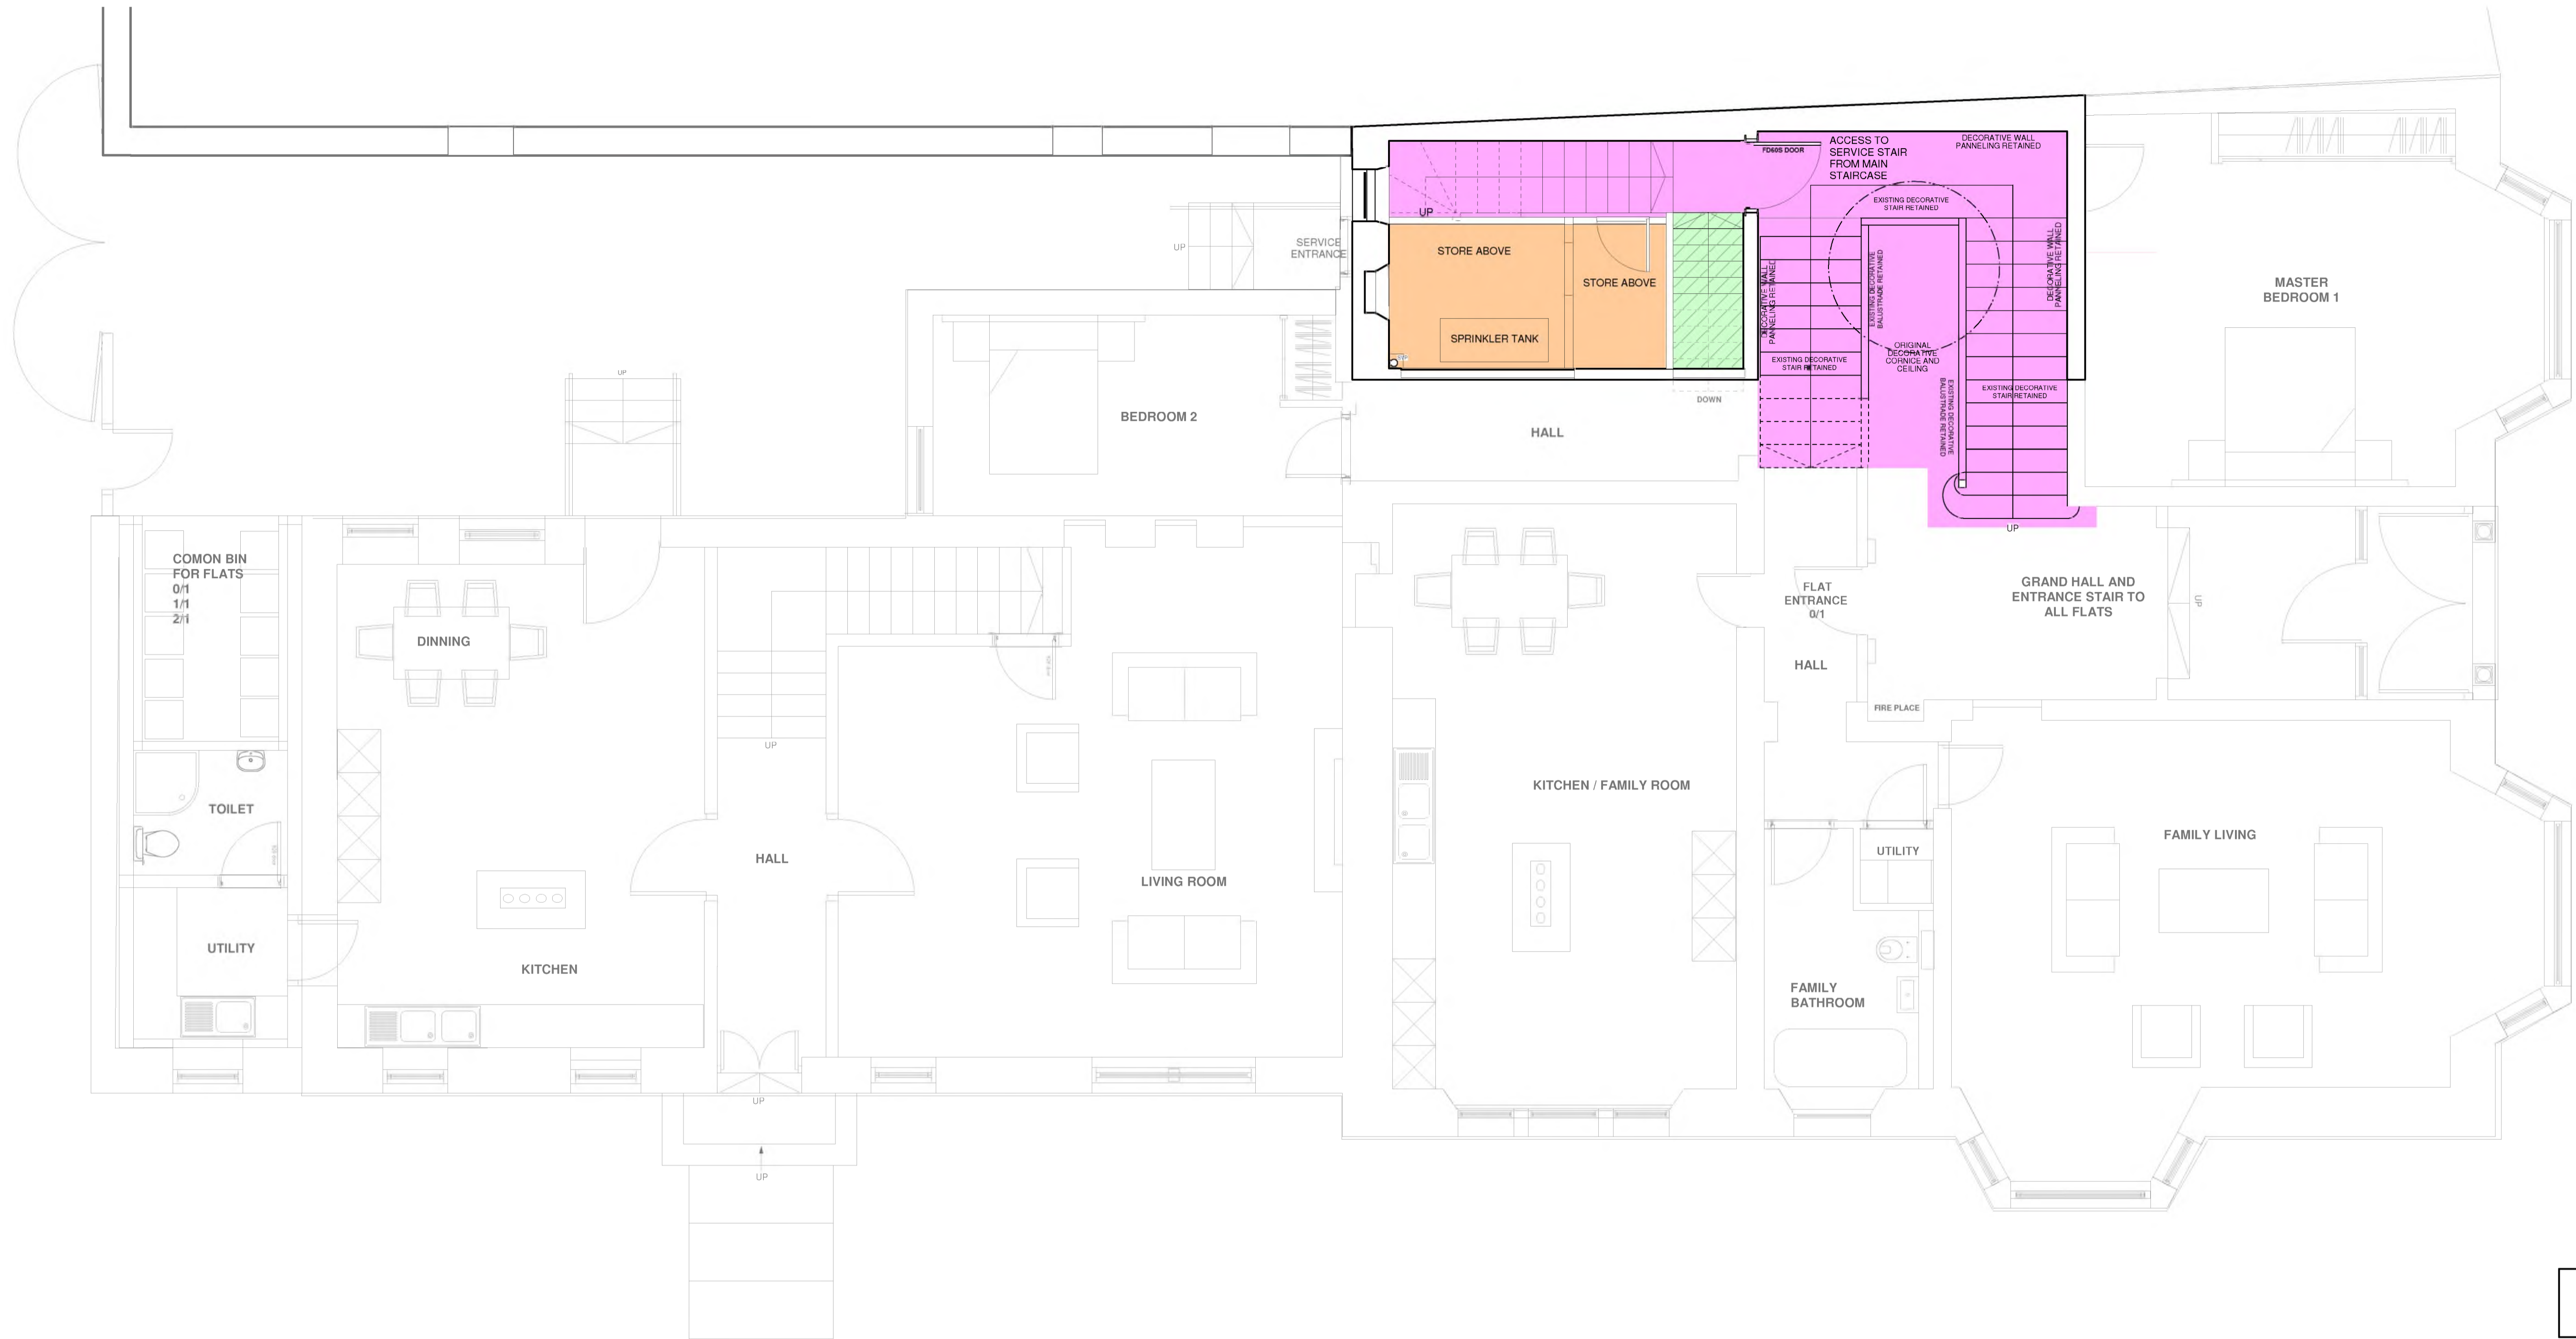 ACCESS TO
SERVICE STAIR
FROM MAIN
STAIRCASE
DECORATIVE WALL
PANNELING RETAINED
FD60S DOOR
EXISTING DECORATIVE
STAIR RETAINED
UP
STORE ABOVE
STORE ABOVE
SPRINKLER TANK
DECORATIVE WALL
PANNELING RETAINED
EXISTING DECORATIVE
BALUSTRADE RETAINED
DECORATIVE WALL
PANNELING RETAINED
ORIGINAL
DECORATIVE
CORNICE AND
CEILING
EXISTING DECORATIVE
STAIR RETAINED
EXISTING DECORATIVE
STAIR RETAINED
EXISTING DECORATIVE
BALUSTRADE RETAINED
UP
SERVICE
ENTRANCE
UP
MASTER
BEDROOM 1
UP
BEDROOM 2
DOWN
HALL
UP
COMON BIN
FOR FLATS
0/1
1/1
2/1
DINNING
FLAT
ENTRANCE
0/1
GRAND HALL AND
ENTRANCE STAIR TO
ALL FLATS
UP
HALL
FIRE PLACE
UP
TOILET
KITCHEN / FAMILY ROOM
FAMILY LIVING
HALL
LIVING ROOM
UTILITY
UTILITY
KITCHEN
FAMILY
BATHROOM
UP
UP